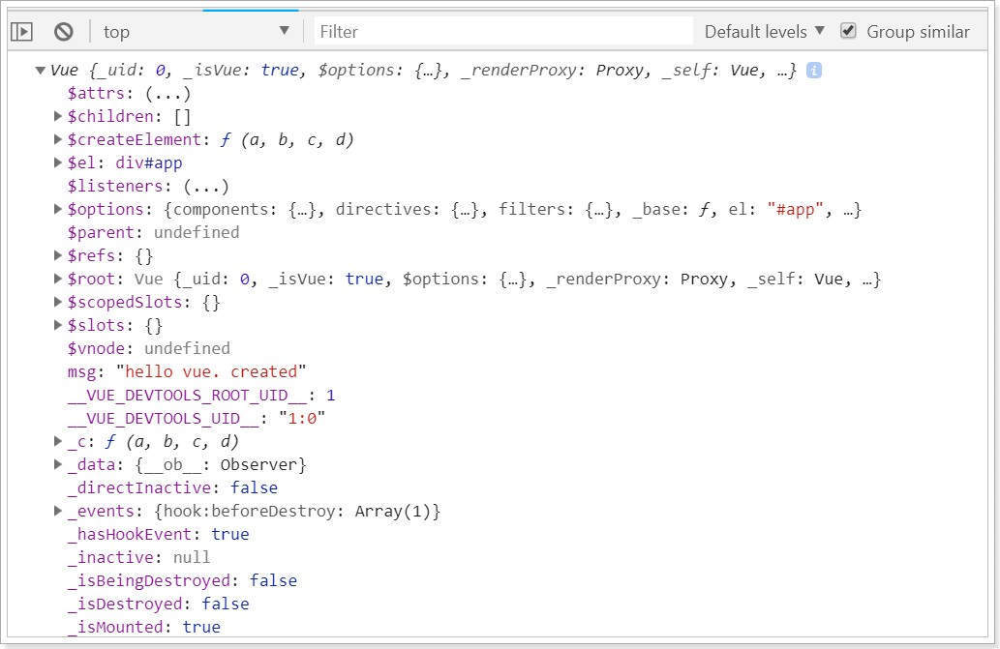 top Filter Default levels Group similar
Vue {_uid: 0, _isVue: true, $options: {…}, _renderProxy: Proxy, _self: Vue, …} i
$attrs: (...)
$children: []
$createElement: ƒ (a, b, c, d)
$el: div#app
$listeners: (...)
$options: {components: {…}, directives: {…}, filters: {…}, _base: ƒ, el: "#app", …}
$parent: undefined
$refs: {}
$root: Vue {_uid: 0, _isVue: true, $options: {…}, _renderProxy: Proxy, _self: Vue, …}
$scopedSlots: {}
$slots: {}
$vnode: undefined
msg: "hello vue. created"
__VUE_DEVTOOLS_ROOT_UID__: 1
__VUE_DEVTOOLS_UID__: "1:0"
_c: ƒ (a, b, c, d)
_data: {__ob__: Observer}
_directInactive: false
_events: {hook:beforeDestroy: Array(1)}
_hasHookEvent: true
_inactive: null
_isBeingDestroyed: false
_isDestroyed: false
_isMounted: true